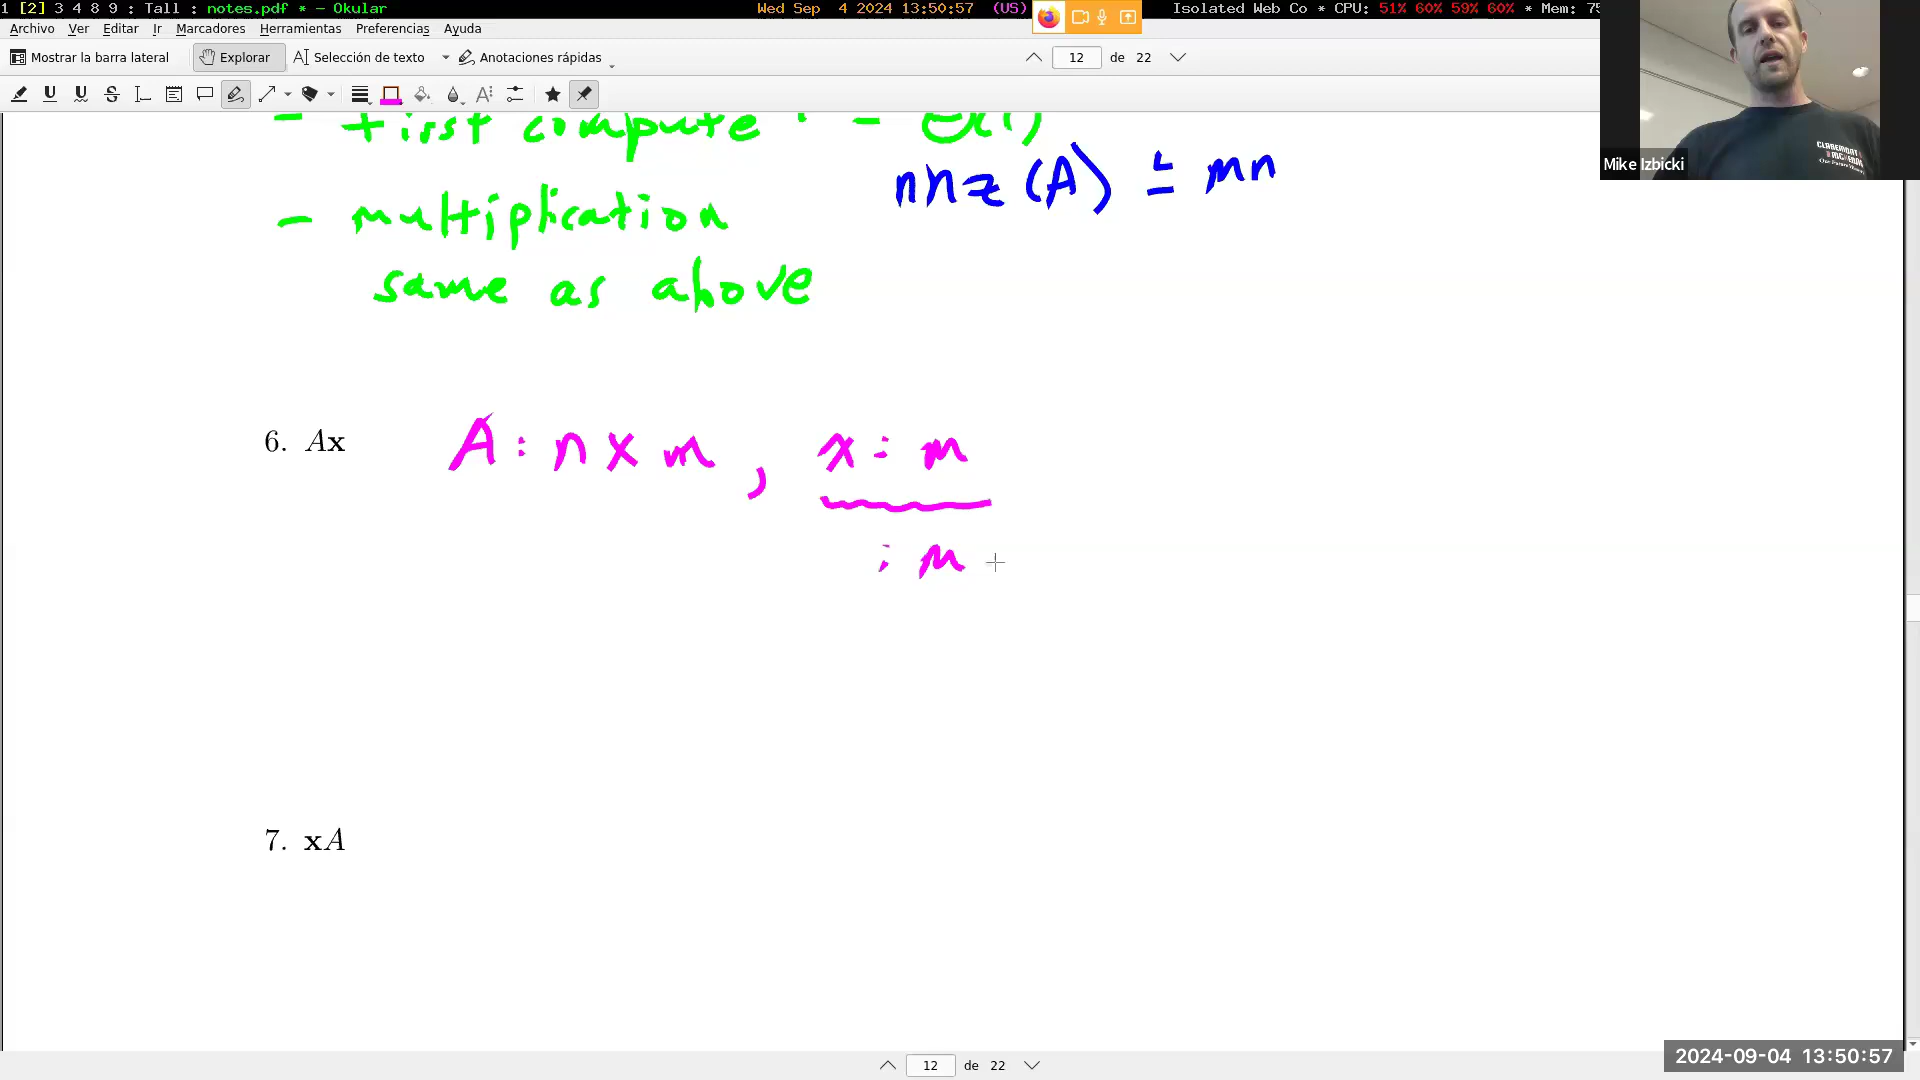 1 [2] 3 4 8 9 : Tall : notes.pdf * - Okular
Wed Sep 4 2024 13:50:57 (US)
Isolated Web Co * CPU: 51% 60% 59% 60% * Mem: 75
Archivo Ver Editar Ir Marcadores Herramientas Preferencias Ayuda
Mostrar la barra lateral Explorar Selección de texto Anotaciones rápidas
12 de 22
Mike Izbicki
- first compute
- multiplication
same as above
nnz(A) ≤ mn
6. Ax A : n x m , x : m
: m
7. xA
12 de 22
2024-09-04 13:50:57